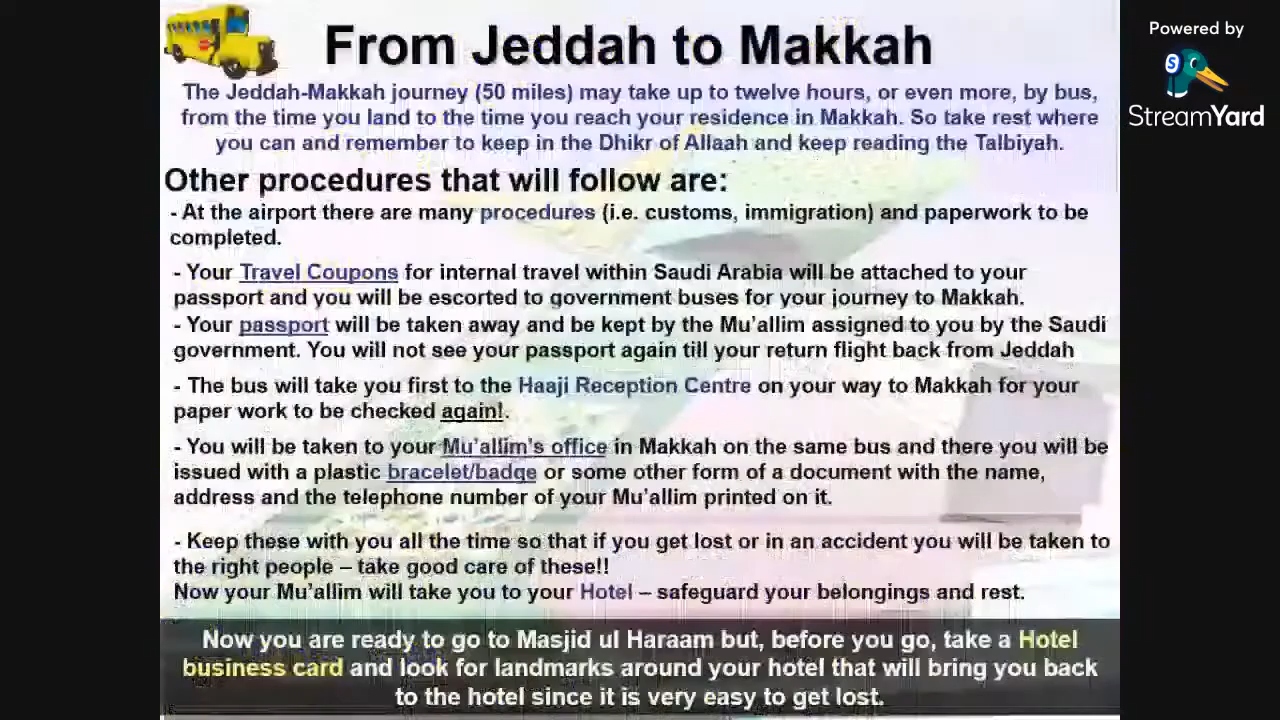 Powered by
StreamYard
From Jeddah to Makkah
The Jeddah-Makkah journey (50 miles) may take up to twelve hours, or even more, by bus,
from the time you land to the time you reach your residence in Makkah. So take rest where
you can and remember to keep in the Dhikr of Allaah and keep reading the Talbiyah.
Other procedures that will follow are:
- At the airport there are many procedures (i.e. customs, immigration) and paperwork to be
completed.
- Your Travel Coupons for internal travel within Saudi Arabia will be attached to your
passport and you will be escorted to government buses for your journey to Makkah.
- Your passport will be taken away and be kept by the Mu'allim assigned to you by the Saudi
government. You will not see your passport again till your return flight back from Jeddah
- The bus will take you first to the Haaji Reception Centre on your way to Makkah for your
paper work to be checked again!.
- You will be taken to your Mu'allim's office in Makkah on the same bus and there you will be
issued with a plastic bracelet/badge or some other form of a document with the name,
address and the telephone number of your Mu'allim printed on it.
- Keep these with you all the time so that if you get lost or in an accident you will be taken to
the right people – take good care of these!!
Now your Mu'allim will take you to your Hotel – safeguard your belongings and rest.
Now you are ready to go to Masjid ul Haraam but, before you go, take a Hotel
business card and look for landmarks around your hotel that will bring you back
to the hotel since it is very easy to get lost.